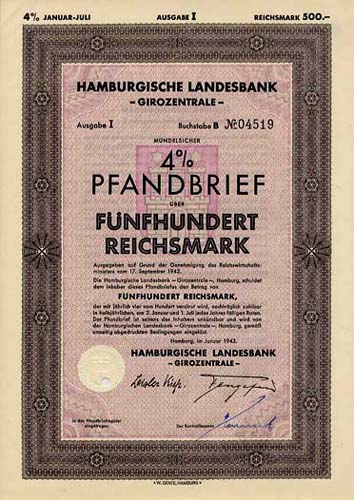 4% JANUAR-JULI AUSGABE I REICHSMARK 500.—
HAMBURGISCHE LANDESBANK
– GIROZENTRALE –
Ausgabe I Buchstabe B № 04519
MÜNDELSICHER
4%
PFANDBRIEF
ÜBER
FÜNFHUNDERT
REICHSMARK
Ausgegeben auf Grund der Genehmigung des Reichswirtschafts-
ministers vom 17. September 1942.
Die Hamburgische Landesbank – Girozentrale –, Hamburg, schuldet
dem Inhaber dieses Pfandbriefes den Betrag von
FÜNFHUNDERT REICHSMARK,
der mit jährlich vier vom Hundert verzinst wird, nachträglich zahlbar
in halbjährlichen, am 2. Januar und 1. Juli jedes Jahres fälligen Raten.
Der Pfandbrief ist seitens des Inhabers unkündbar und wird von
der Hamburgischen Landesbank – Girozentrale –, Hamburg, gemäß
umseitig abgedruckten Bedingungen eingelöst.
Hamburg, im Januar 1943.
HAMBURGISCHE LANDESBANK
– GIROZENTRALE –
In das Pfandbriefregister
eingetragen.
Der Kontrollbeamte